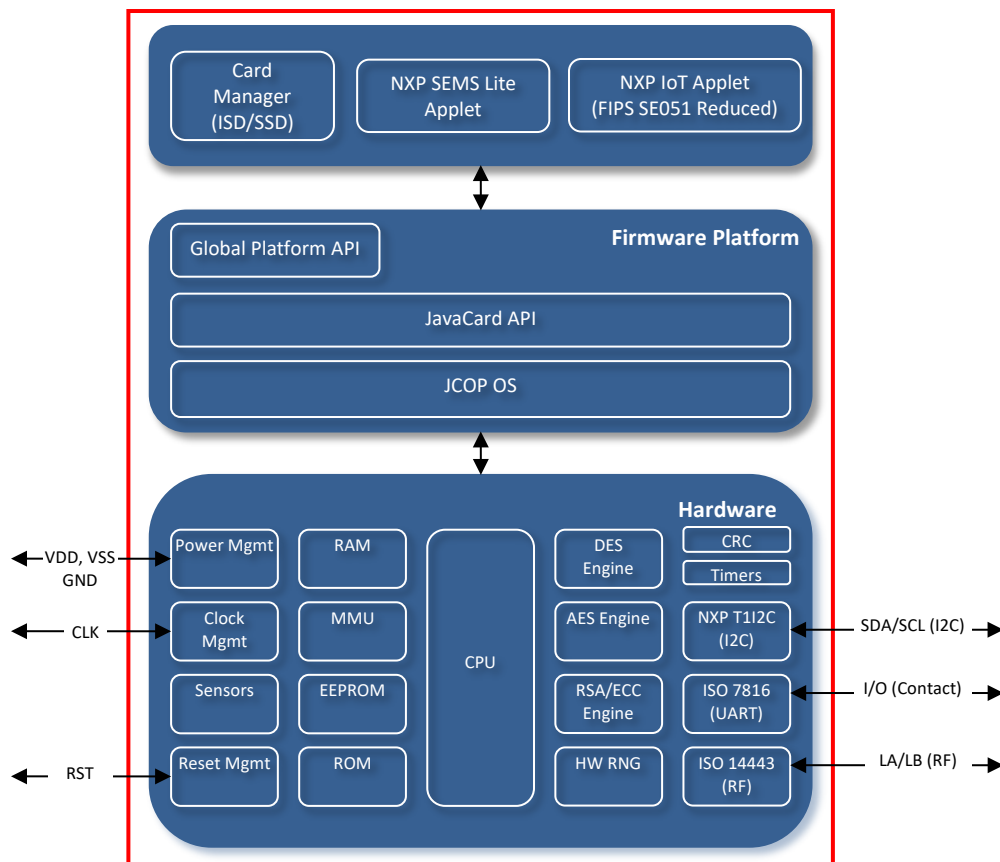 Card
Manager
(ISD/SSD)
NXP SEMS Lite
Applet
NXP IoT Applet
(FIPS SE051 Reduced)
Global Platform API
Firmware Platform
JavaCard API
JCOP OS
Hardware
Power Mgmt
RAM
CPU
DES
Engine
CRC
Timers
VDD, VSS
GND
Clock
Mgmt
MMU
AES Engine
NXP T1I2C
(I2C)
CLK
SDA/SCL (I2C)
Sensors
EEPROM
RSA/ECC
Engine
ISO 7816
(UART)
I/O (Contact)
Reset Mgmt
ROM
HW RNG
ISO 14443
(RF)
RST
LA/LB (RF)